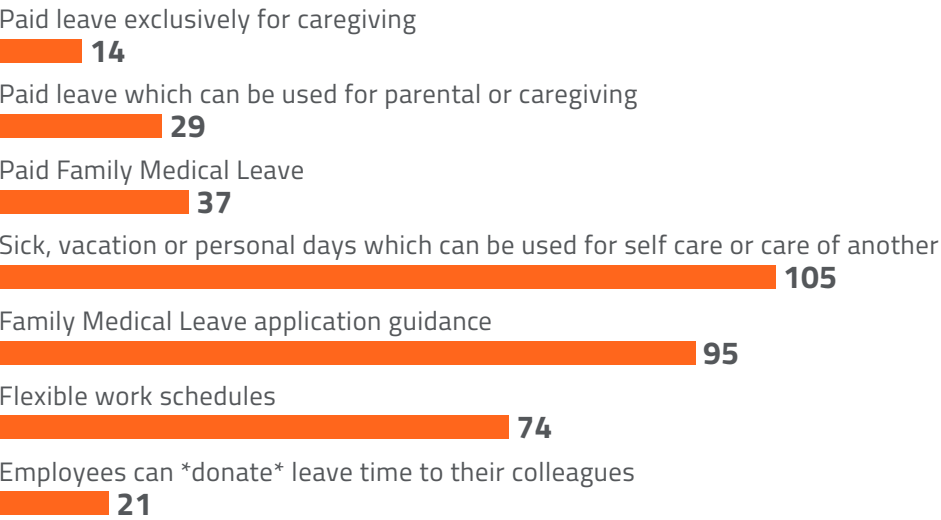 Paid leave exclusively for caregiving
14
Paid leave which can be used for parental or caregiving
29
Paid Family Medical Leave
37
Sick, vacation or personal days which can be used for self care or care of another
105
Family Medical Leave application guidance
95
Flexible work schedules
74
Employees can *donate* leave time to their colleagues
21